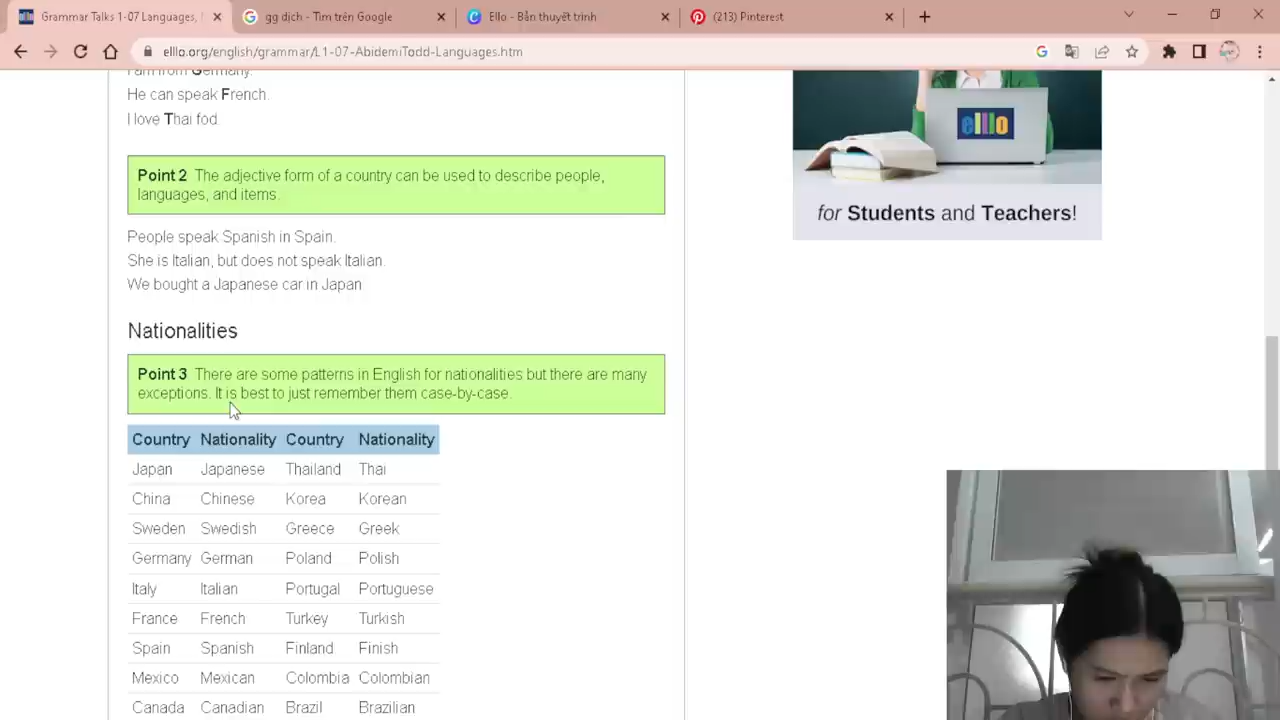 Grammar Talks 1-07 Languages,
gg dịch - Tìm trên Google
Ello - Bản thuyết trình
(213) Pinterest
elllo.org/english/grammar/L1-07-AbidemiTodd-Languages.htm
I am from Germany.
He can speak French.
I love Thai fod.
elllo
for Students and Teachers!
Point 2 The adjective form of a country can be used to describe people,
languages, and items.
People speak Spanish in Spain.
She is Italian, but does not speak Italian.
We bought a Japanese car in Japan
Nationalities
Point 3 There are some patterns in English for nationalities but there are many
exceptions. It is best to just remember them case-by-case.
Country Nationality Country Nationality
Japan Japanese Thailand Thai
China Chinese Korea Korean
Sweden Swedish Greece Greek
Germany German Poland Polish
Italy Italian Portugal Portuguese
France French Turkey Turkish
Spain Spanish Finland Finish
Mexico Mexican Colombia Colombian
Canada Canadian Brazil Brazilian